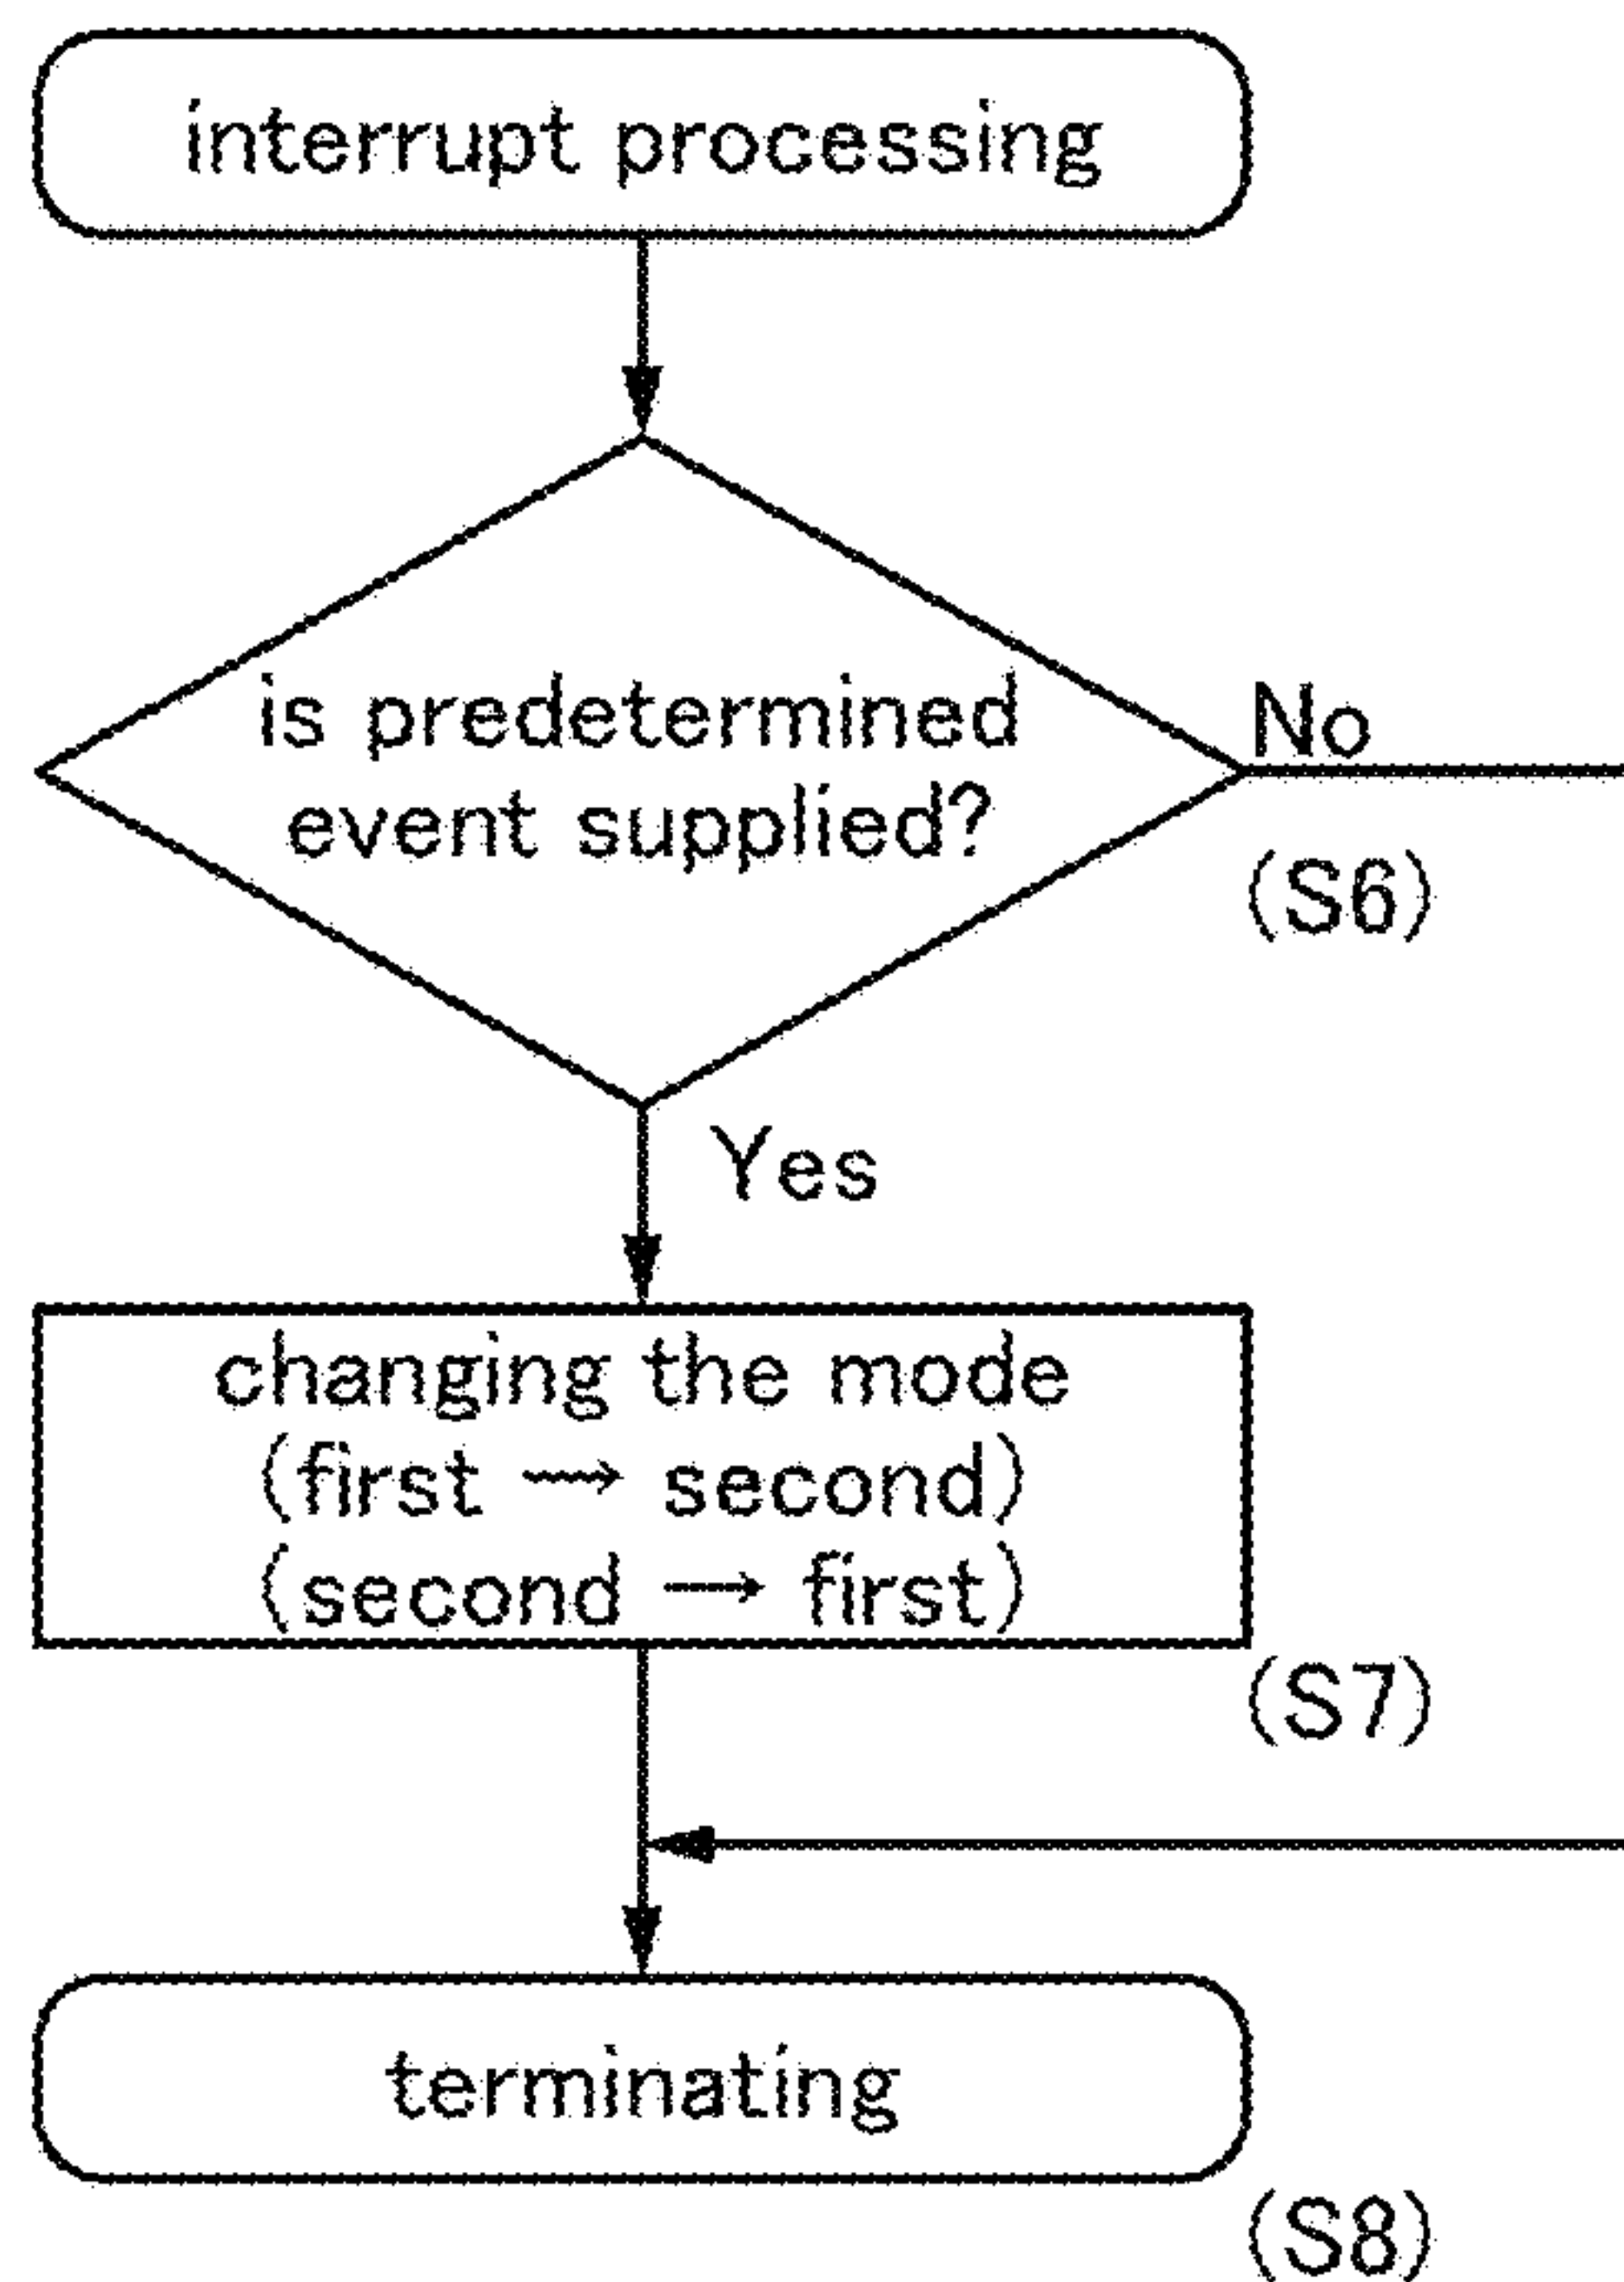 interrupt processing
is predetermined
event supplied?
No
(S6)
Yes
changing the mode
(first → second)
(second → first)
(S7)
terminating
(S8)